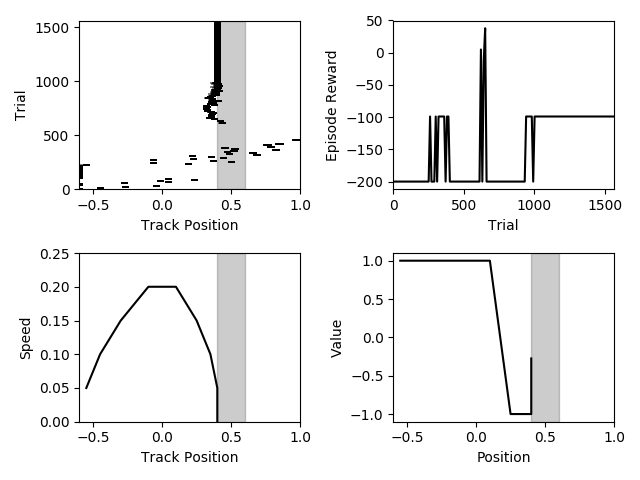 1500
1000
500
0
Trial
−0.5 0.0 0.5 1.0
Track Position
50
0
−50
−100
−150
−200
Episode Reward
0 500 1000 1500
Trial
0.25
0.20
0.15
0.10
0.05
0.00
Speed
−0.5 0.0 0.5 1.0
Track Position
1.0
0.5
0.0
−0.5
−1.0
Value
−0.5 0.0 0.5 1.0
Position